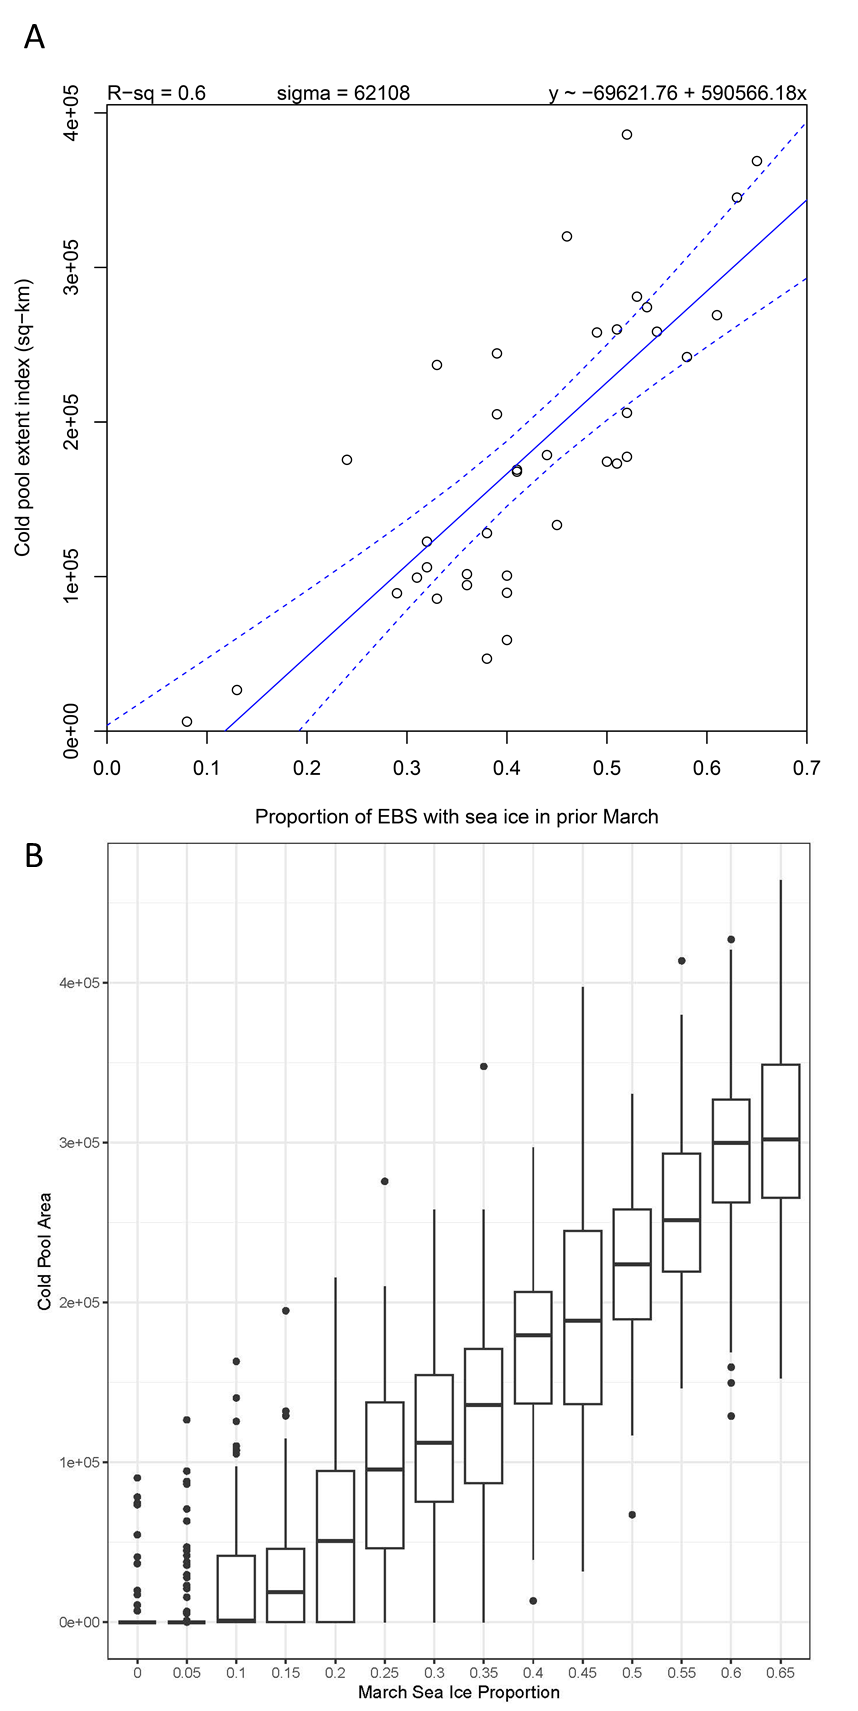 A
R−sq = 0.6 sigma = 62108 y ~ −69621.76 + 590566.18x
4e+05
3e+05
2e+05
1e+05
0e+00
Cold pool extent index (sq−km)
0.0 0.1 0.2 0.3 0.4 0.5 0.6 0.7
Proportion of EBS with sea ice in prior March
B
4e+05
3e+05
2e+05
1e+05
0e+00
Cold Pool Area
0 0.05 0.1 0.15 0.2 0.25 0.3 0.35 0.4 0.45 0.5 0.55 0.6 0.65
March Sea Ice Proportion